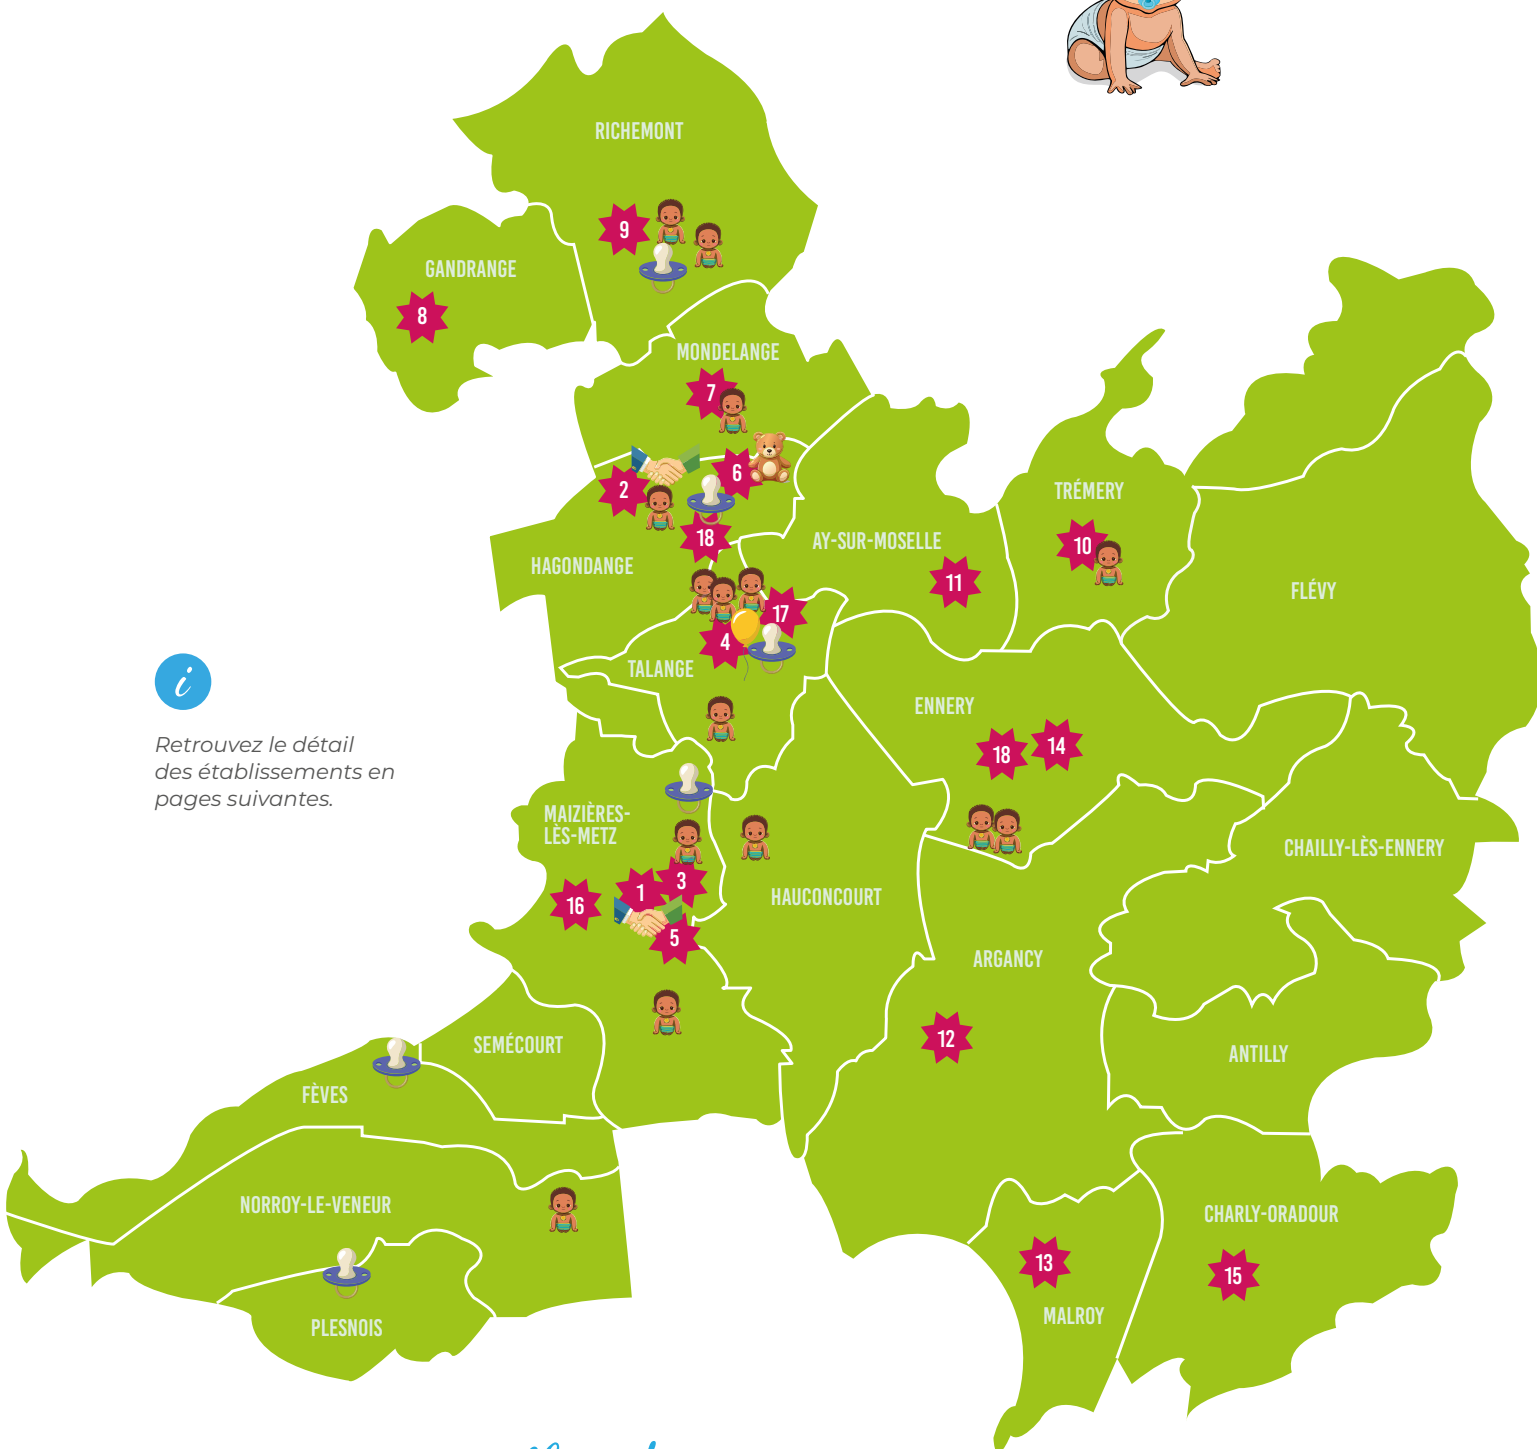 RICHEMONT
9
GANDRANGE
8
MONDELANGE
7
6
2
18
HAGONDANGE
AY-SUR-MOSELLE
11
TRÉMERY
10
FLÉVY
17
4
TALANGE
i
Retrouvez le détail
des établissements en
pages suivantes.
ENNERY
18
14
MAIZIÈRES-
LÈS-METZ
1
3
16
5
HAUCONCOURT
CHAILLY-LÈS-ENNERY
ARGANCY
12
ANTILLY
SEMÉCOURT
FÈVES
NORROY-LE-VENEUR
PLESNOIS
13
MALROY
CHARLY-ORADOUR
15